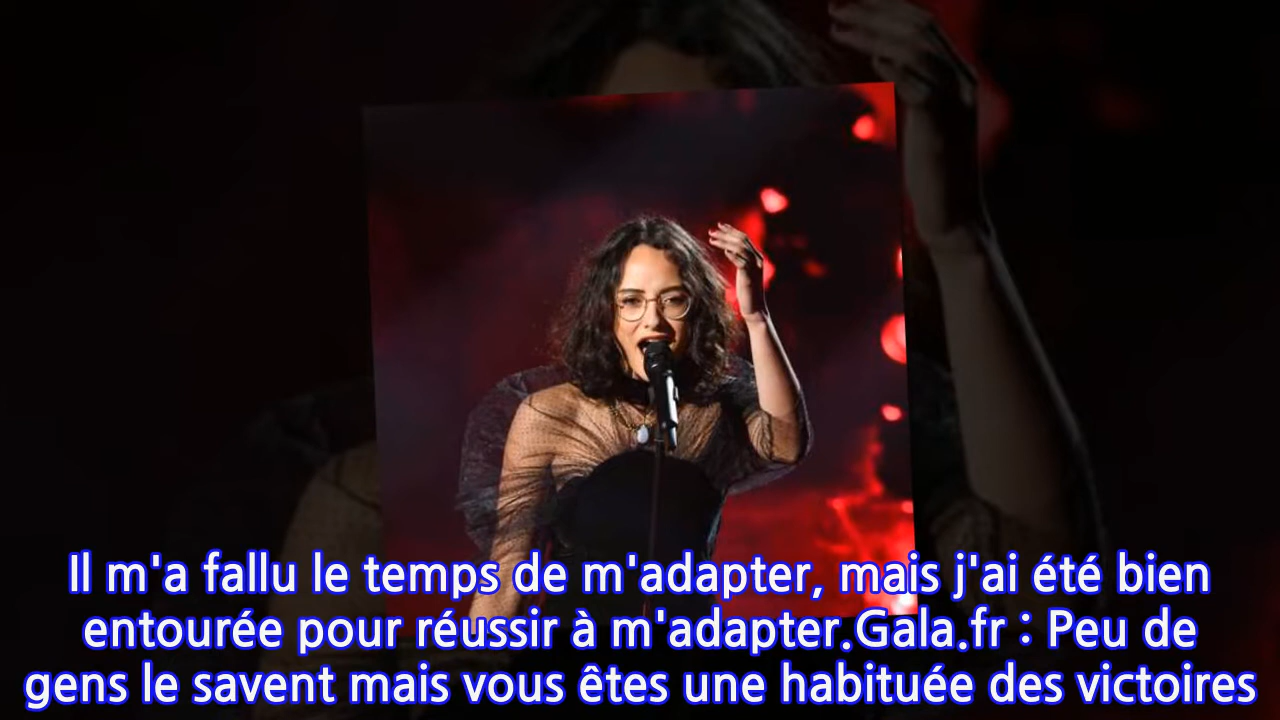 Il m'a fallu le temps de m'adapter, mais j'ai été bien
entourée pour réussir à m'adapter.Gala.fr : Peu de
gens le savent mais vous êtes une habituée des victoires